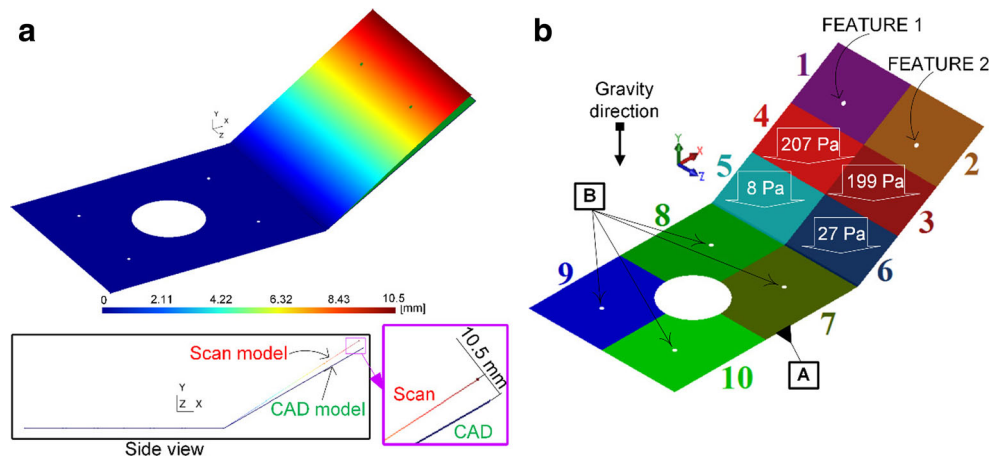 a
Y
X
Z
0 2.11 4.22 6.32 8.43 10.5
[mm]
Scan model
CAD model
Y
Z X
Side view
10.5 mm
Scan
CAD
b
FEATURE 1
FEATURE 2
Gravity
direction
Y
X
Z
1
2
3
4
5
6
7
8
9
10
207 Pa
199 Pa
8 Pa
27 Pa
B
A